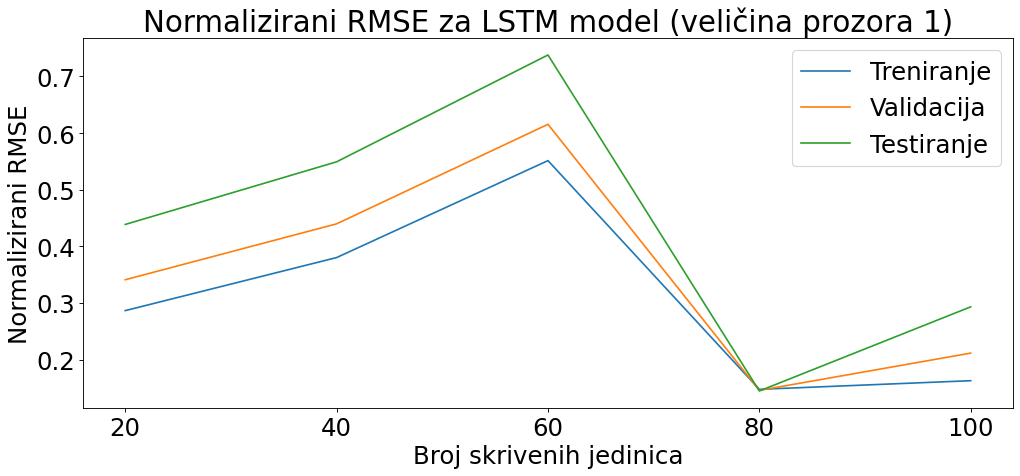 Normalizirani RMSE za LSTM model (veličina prozora 1)
Treniranje
Validacija
Testiranje
Normalizirani RMSE
0.7
0.6
0.5
0.4
0.3
0.2
20 40 60 80 100
Broj skrivenih jedinica